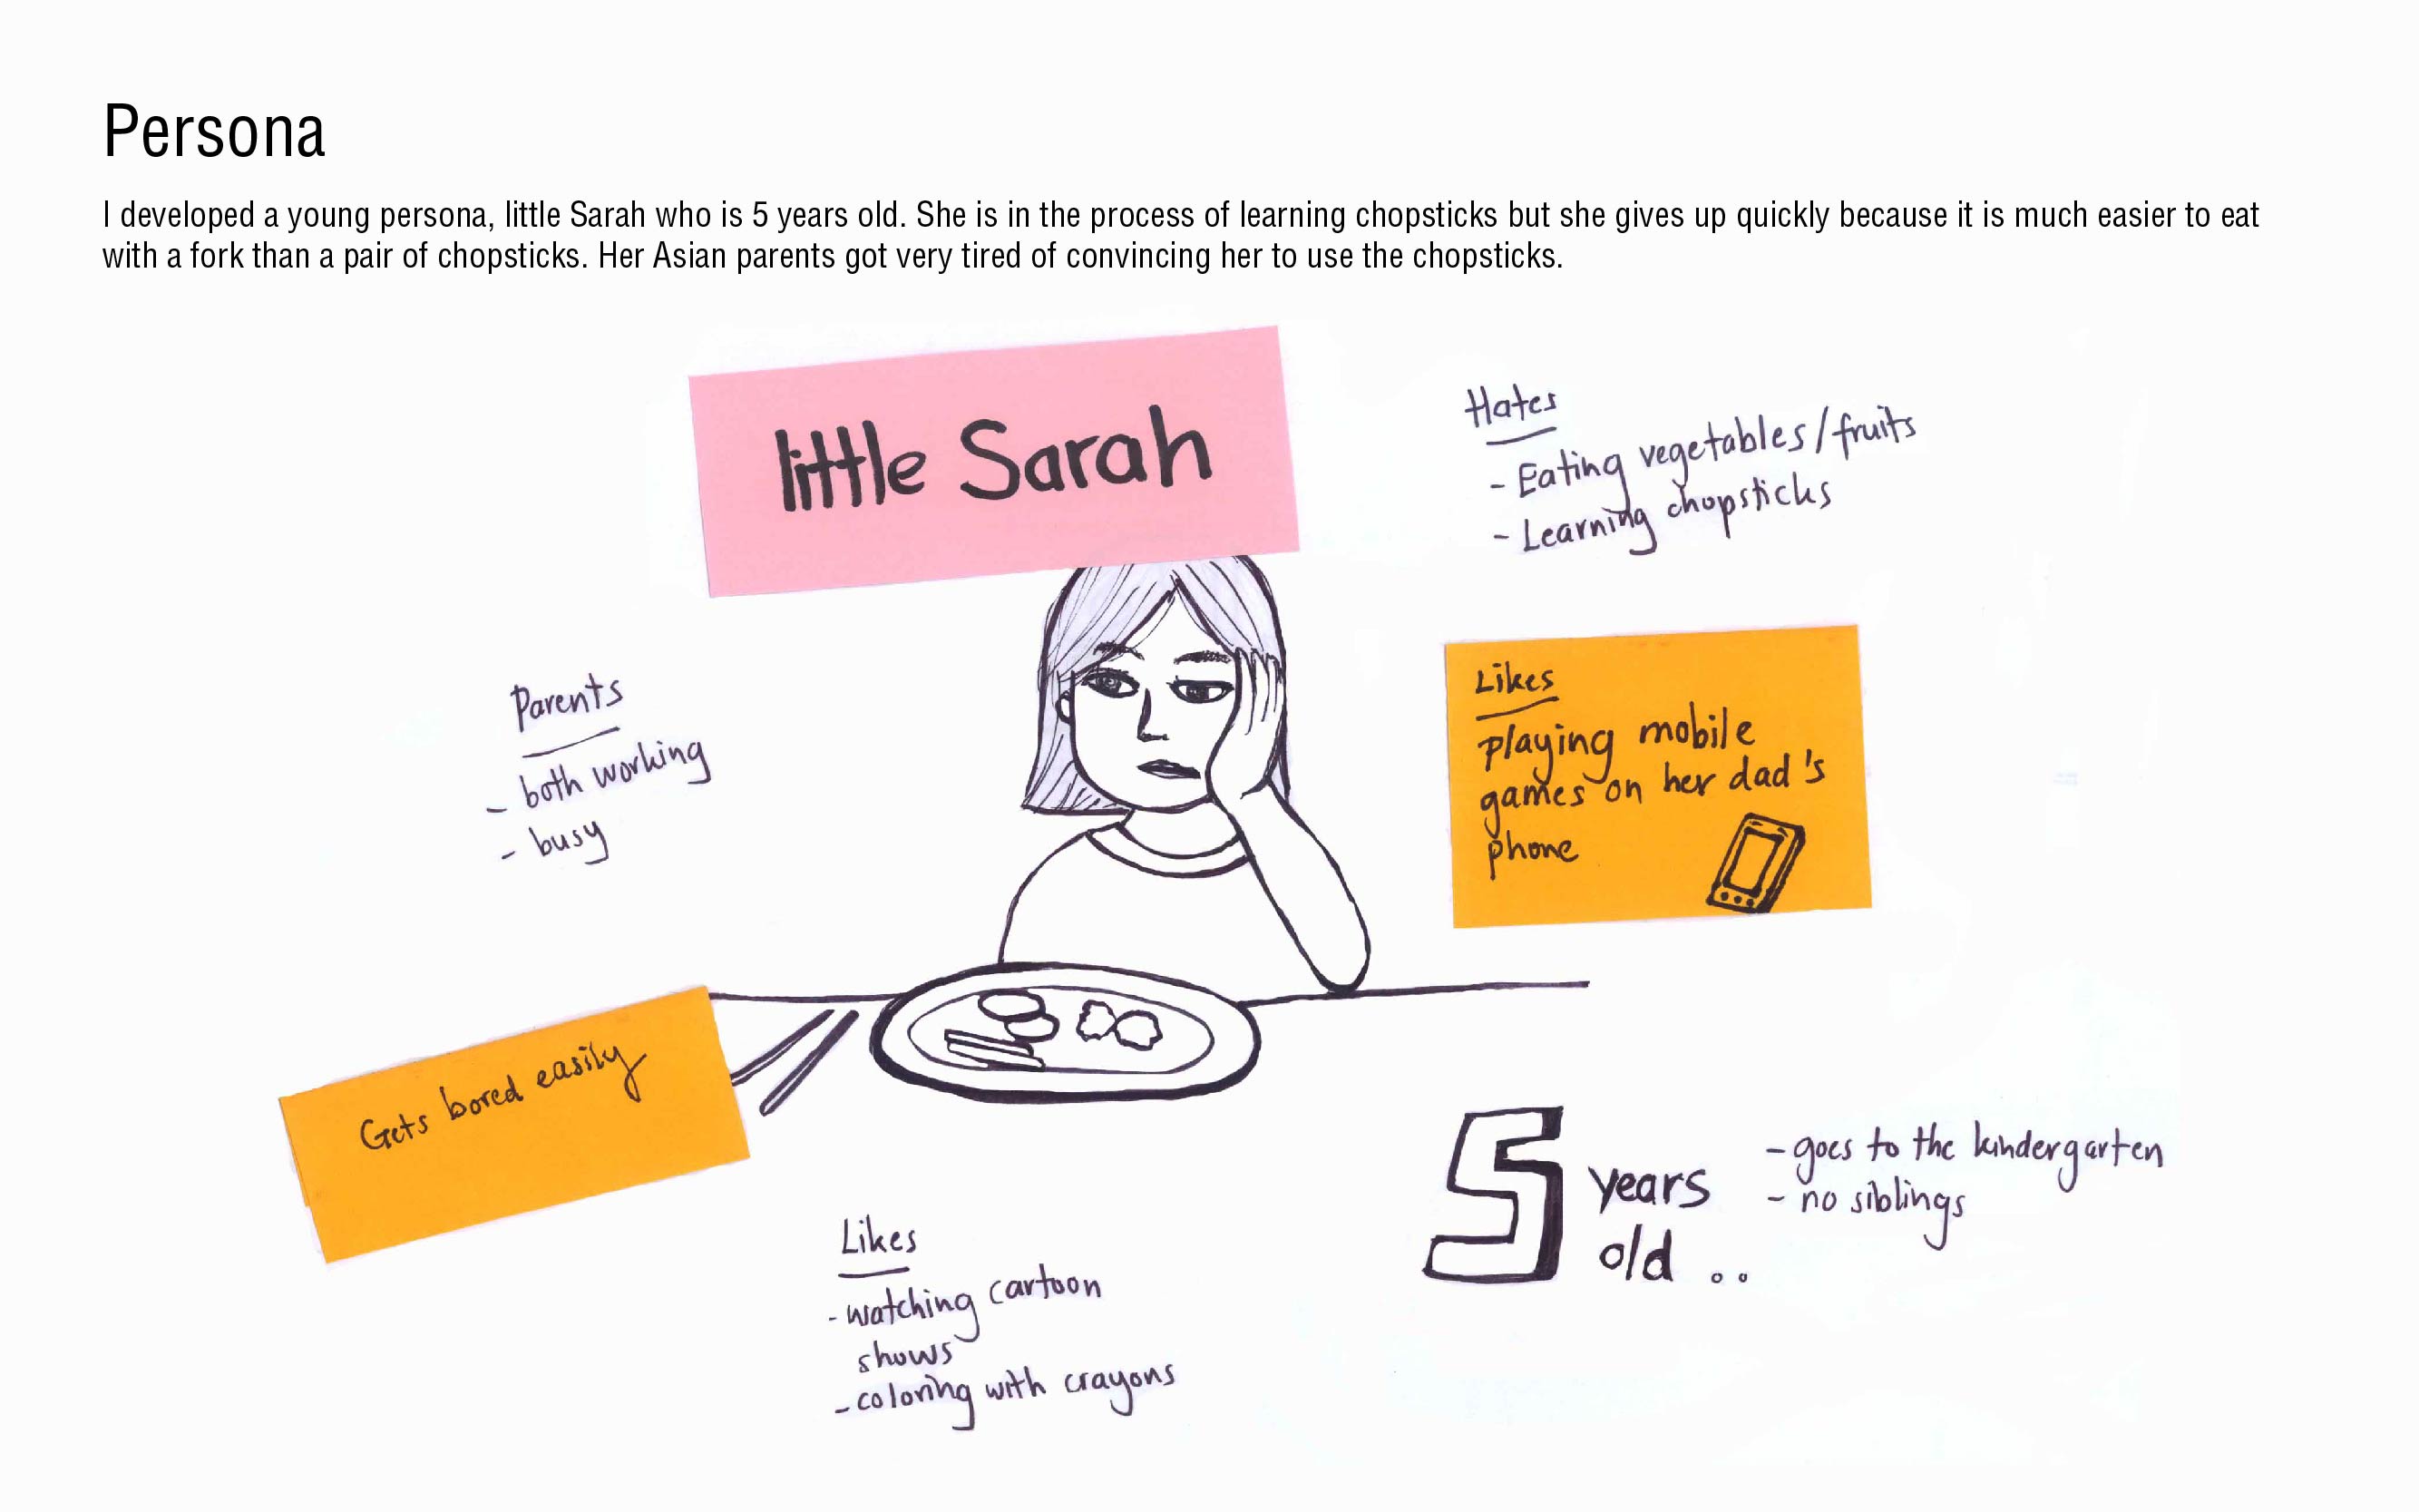 Persona
I developed a young persona, little Sarah who is 5 years old. She is in the process of learning chopsticks but she gives up quickly because it is much easier to eat
with a fork than a pair of chopsticks. Her Asian parents got very tired of convincing her to use the chopsticks.
little Sarah
Hates
- Eating vegetables/fruits
- Learning chopsticks
Parents
- both working
- busy
Likes
playing mobile
games on her dad's
phone
Gets bored easily
5 years
old ..
- goes to the kindergarten
- no siblings
Likes
- watching cartoon
shows
- coloring with crayons